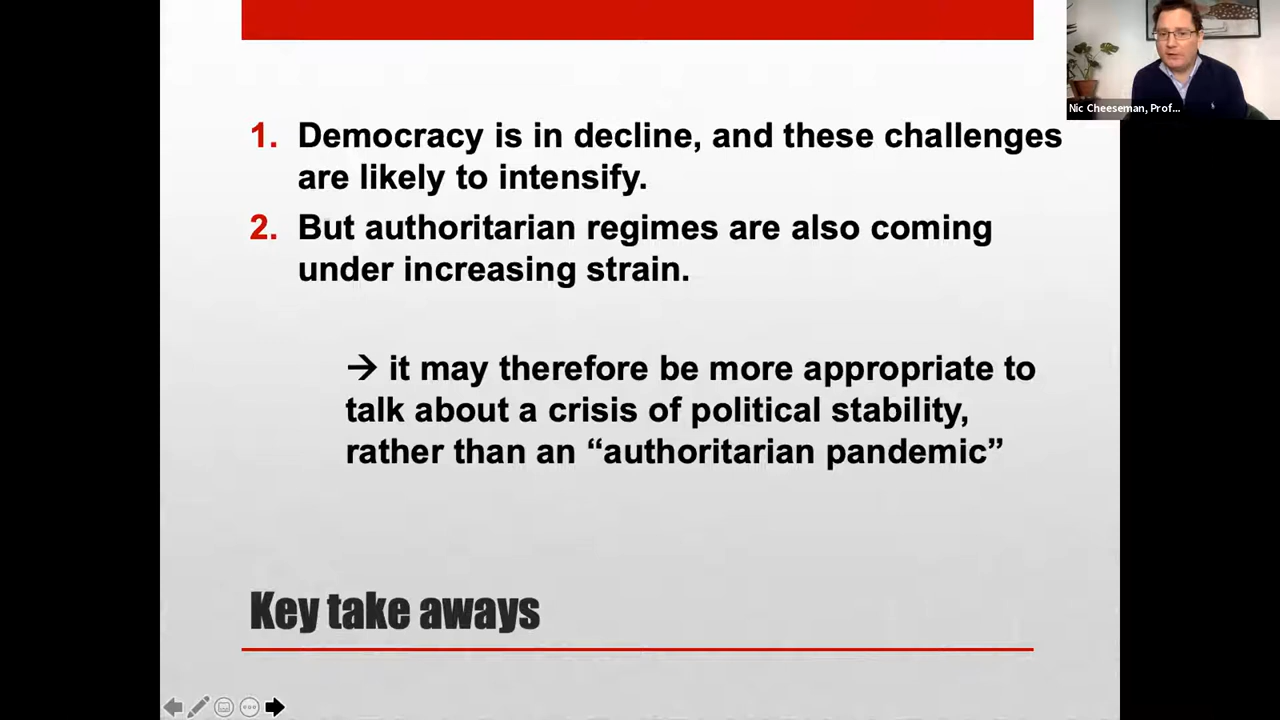 Nic Cheeseman, Prof...
1. Democracy is in decline, and these challenges
are likely to intensify.
2. But authoritarian regimes are also coming
under increasing strain.
→ it may therefore be more appropriate to
talk about a crisis of political stability,
rather than an “authoritarian pandemic”
Key take aways